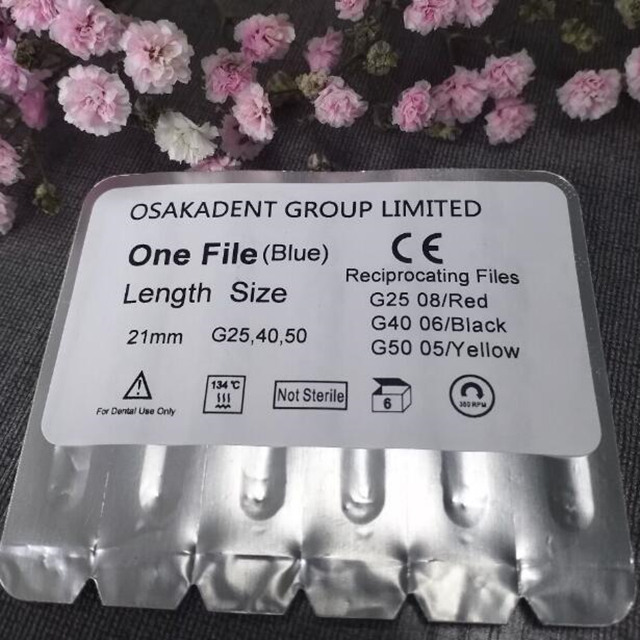 OSAKADENT GROUP LIMITED
One File (Blue)
CE
Length Size
Reciprocating Files
21mm G25,40,50
G25 08/Red
G40 06/Black
G50 05/Yellow
For Dental Use Only
134 °C
Not Sterile
6
350 RPM